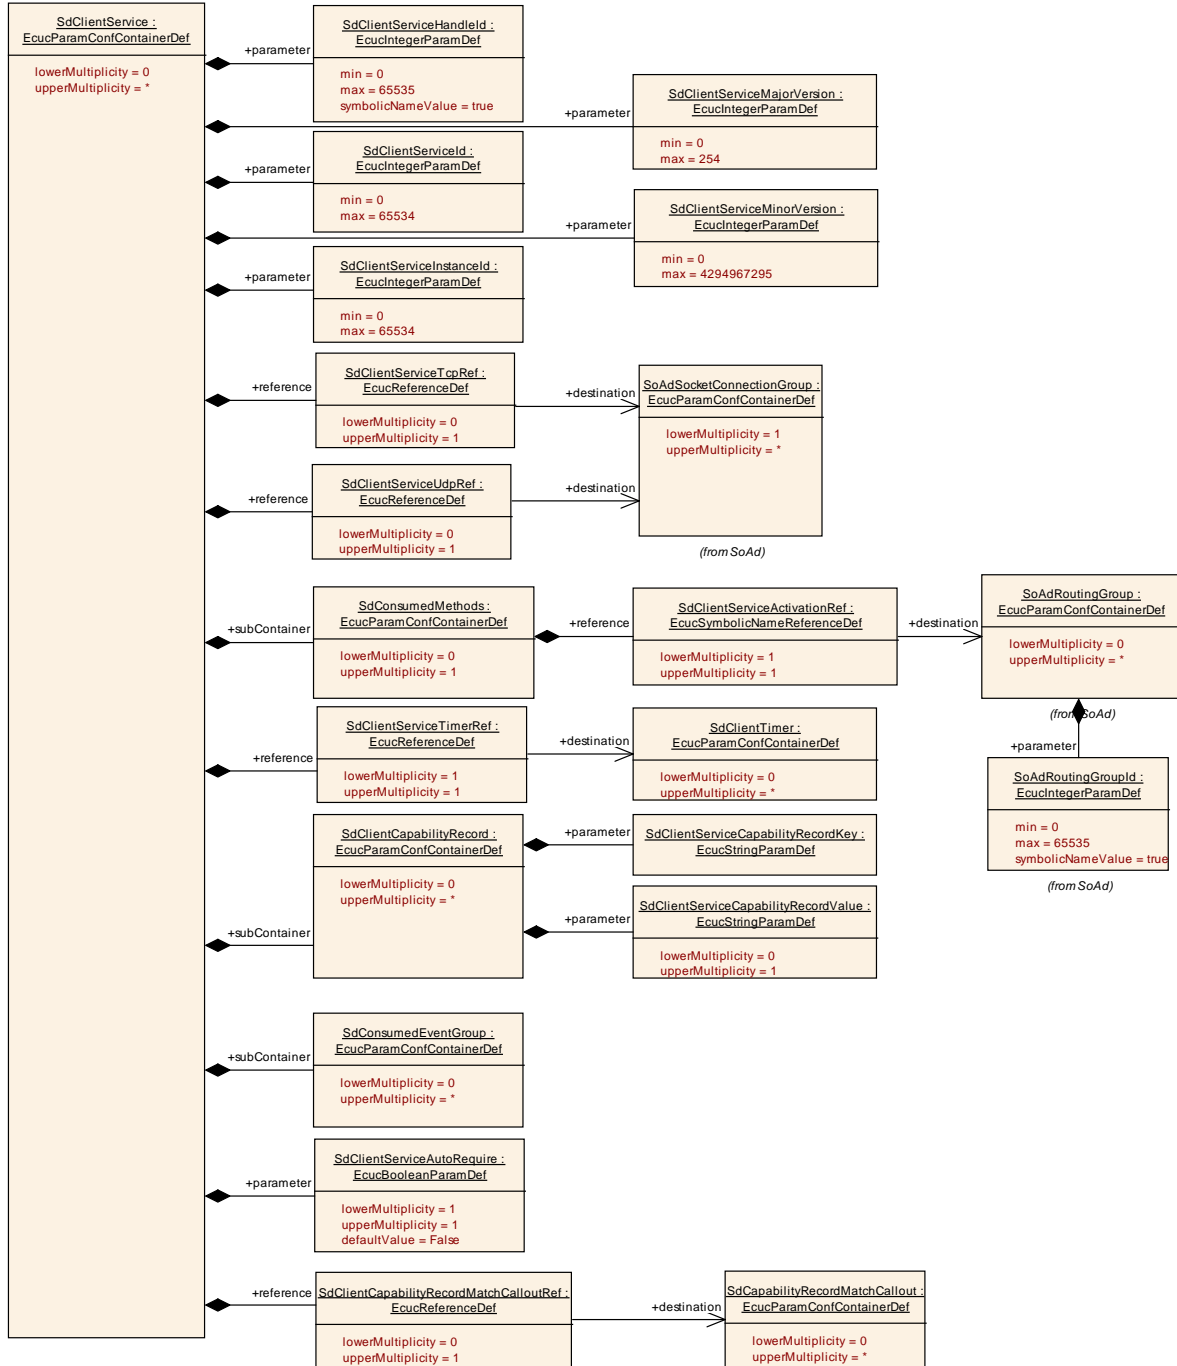 SdClientService :
EcucParamConfContainerDef
lowerMultiplicity = 0
upperMultiplicity = *
+parameter
SdClientServiceHandleId :
EcucIntegerParamDef
min = 0
max = 65535
symbolicNameValue = true
+parameter
SdClientServiceMajorVersion :
EcucIntegerParamDef
min = 0
max = 254
+parameter
SdClientServiceId :
EcucIntegerParamDef
min = 0
max = 65534
+parameter
SdClientServiceMinorVersion :
EcucIntegerParamDef
min = 0
max = 4294967295
+parameter
SdClientServiceInstanceId :
EcucIntegerParamDef
min = 0
max = 65534
+reference
SdClientServiceTcpRef :
EcucReferenceDef
lowerMultiplicity = 0
upperMultiplicity = 1
+destination
SoAdSocketConnectionGroup :
EcucParamConfContainerDef
lowerMultiplicity = 1
upperMultiplicity = *
(from SoAd)
+reference
SdClientServiceUdpRef :
EcucReferenceDef
lowerMultiplicity = 0
upperMultiplicity = 1
+destination
+subContainer
SdConsumedMethods :
EcucParamConfContainerDef
lowerMultiplicity = 0
upperMultiplicity = 1
+reference
SdClientServiceActivationRef :
EcucSymbolicNameReferenceDef
lowerMultiplicity = 1
upperMultiplicity = 1
+destination
SoAdRoutingGroup :
EcucParamConfContainerDef
lowerMultiplicity = 0
upperMultiplicity = *
(from SoAd)
+parameter
SoAdRoutingGroupId :
EcucIntegerParamDef
min = 0
max = 65535
symbolicNameValue = true
(from SoAd)
+reference
SdClientServiceTimerRef :
EcucReferenceDef
lowerMultiplicity = 1
upperMultiplicity = 1
+destination
SdClientTimer :
EcucParamConfContainerDef
lowerMultiplicity = 0
upperMultiplicity = *
+subContainer
SdClientCapabilityRecord :
EcucParamConfContainerDef
lowerMultiplicity = 0
upperMultiplicity = *
+parameter
SdClientServiceCapabilityRecordKey :
EcucStringParamDef
+parameter
SdClientServiceCapabilityRecordValue :
EcucStringParamDef
lowerMultiplicity = 0
upperMultiplicity = 1
+subContainer
SdConsumedEventGroup :
EcucParamConfContainerDef
lowerMultiplicity = 0
upperMultiplicity = *
+parameter
SdClientServiceAutoRequire :
EcucBooleanParamDef
lowerMultiplicity = 1
upperMultiplicity = 1
defaultValue = False
+reference
SdClientCapabilityRecordMatchCalloutRef :
EcucReferenceDef
lowerMultiplicity = 0
upperMultiplicity = 1
+destination
SdCapabilityRecordMatchCallout :
EcucParamConfContainerDef
lowerMultiplicity = 0
upperMultiplicity = *